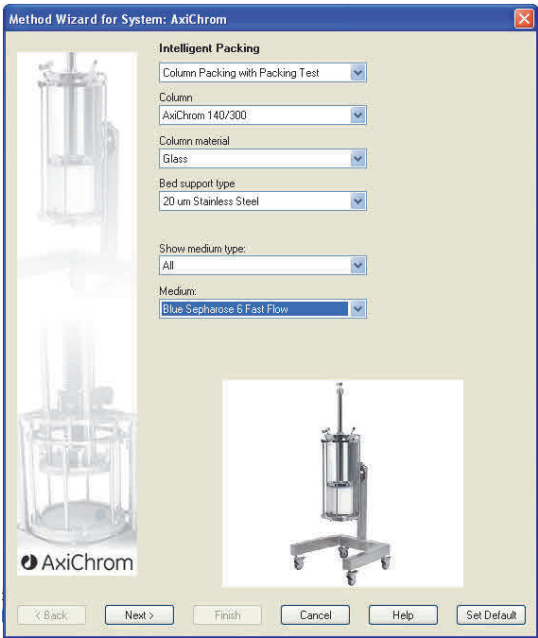 Method Wizard for System: AxiChrom
Intelligent Packing
Column Packing with Packing Test
Column
AxiChrom 140/300
Column material
Glass
Bed support type
20 um Stainless Steel
Show medium type:
All
Medium:
Blue Sepharose 6 Fast Flow
AxiChrom
< Back Next > Finish Cancel Help Set Default